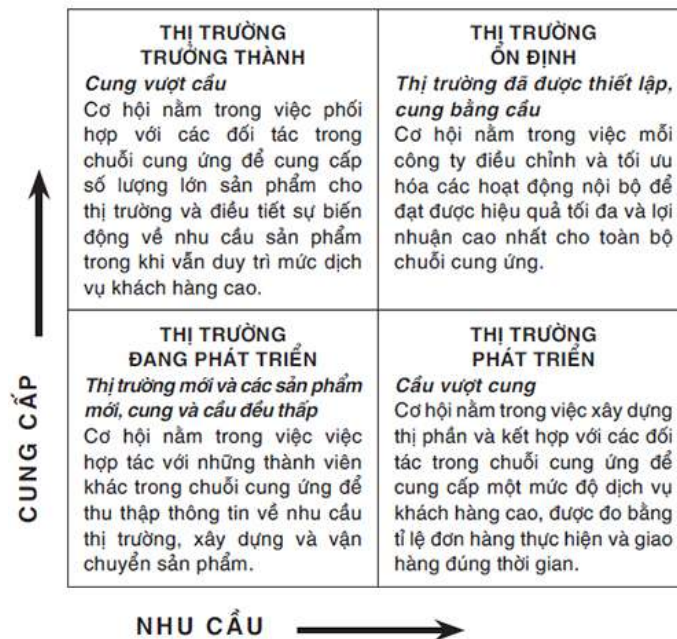 THỊ TRƯỜNG
TRƯỞNG THÀNH
Cung vượt cầu
Cơ hội nằm trong việc phối
hợp với các đối tác trong
chuỗi cung ứng để cung cấp
số lượng lớn sản phẩm cho
thị trường và điều tiết sự biến
động về nhu cầu sản phẩm
trong khi vẫn duy trì mức dịch
vụ khách hàng cao.
THỊ TRƯỜNG
ỔN ĐỊNH
Thị trường đã được thiết lập,
cung bằng cầu
Cơ hội nằm trong việc mỗi
công ty điều chỉnh và tối ưu
hóa các hoạt động nội bộ để
đạt được hiệu quả tối đa và lợi
nhuận cao nhất cho toàn bộ
chuỗi cung ứng.
THỊ TRƯỜNG
ĐANG PHÁT TRIỂN
Thị trường mới và các sản phẩm
mới, cung và cầu đều thấp
Cơ hội nằm trong việc việc
hợp tác với những thành viên
khác trong chuỗi cung ứng để
thu thập thông tin về nhu cầu
thị trường, xây dựng và vận
chuyển sản phẩm.
THỊ TRƯỜNG
PHÁT TRIỂN
Cầu vượt cung
Cơ hội nằm trong việc xây dựng
thị phần và kết hợp với các đối
tác trong chuỗi cung ứng để
cung cấp một mức độ dịch vụ
khách hàng cao, được đo bằng
tỉ lệ đơn hàng thực hiện và giao
hàng đúng thời gian.
CUNG CẤP
NHU CẦU